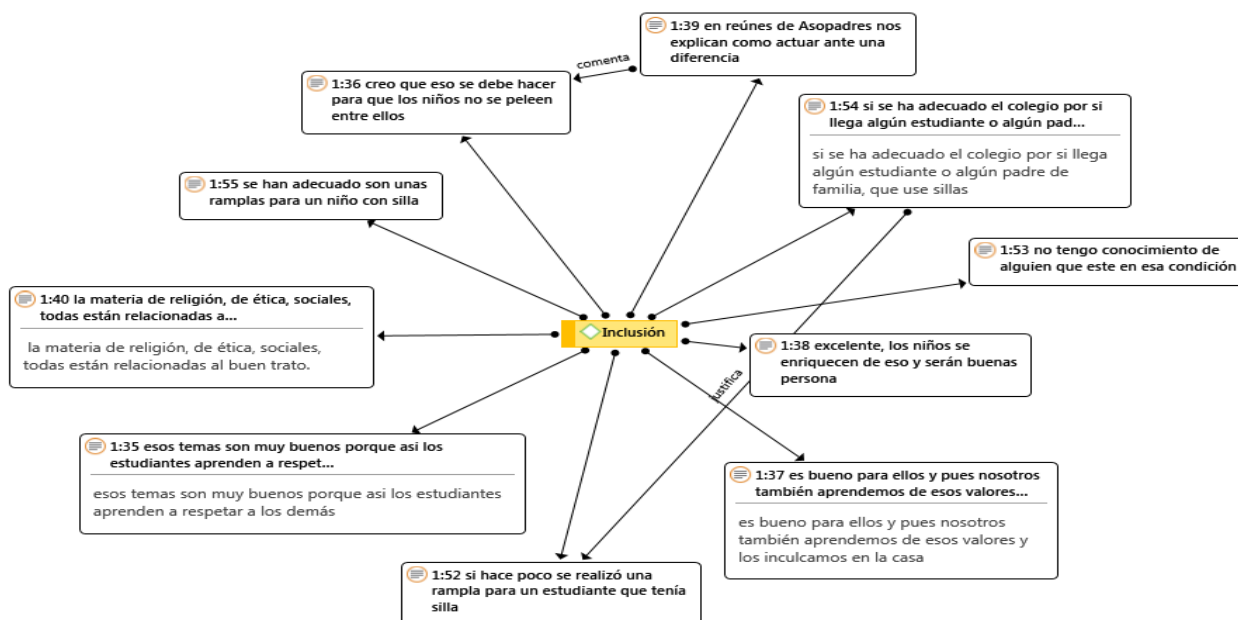 1:39 en reúnes de Asopadres nos
explican como actuar ante una
diferencia
comenta
1:36 creo que eso se debe hacer
para que los niños no se peleen
entre ellos
1:54 si se ha adecuado el colegio por si
llega algún estudiante o algún pad...
si se ha adecuado el colegio por si llega
algún estudiante o algún padre de
familia, que use sillas
1:55 se han adecuado son unas
ramplas para un niño con silla
1:53 no tengo conocimiento de
alguien que este en esa condición
1:40 la materia de religión, de ética, sociales,
todas están relacionadas a...
la materia de religión, de ética, sociales,
todas están relacionadas al buen trato.
Inclusión
1:38 excelente, los niños se
enriquecen de eso y serán buenas
persona
justifica
1:35 esos temas son muy buenos porque asi los
estudiantes aprenden a respet...
esos temas son muy buenos porque asi los estudiantes
aprenden a respetar a los demás
1:37 es bueno para ellos y pues nosotros
también aprendemos de esos valores...
es bueno para ellos y pues nosotros
también aprendemos de esos valores y
los inculcamos en la casa
1:52 si hace poco se realizó una
rampla para un estudiante que tenía
silla